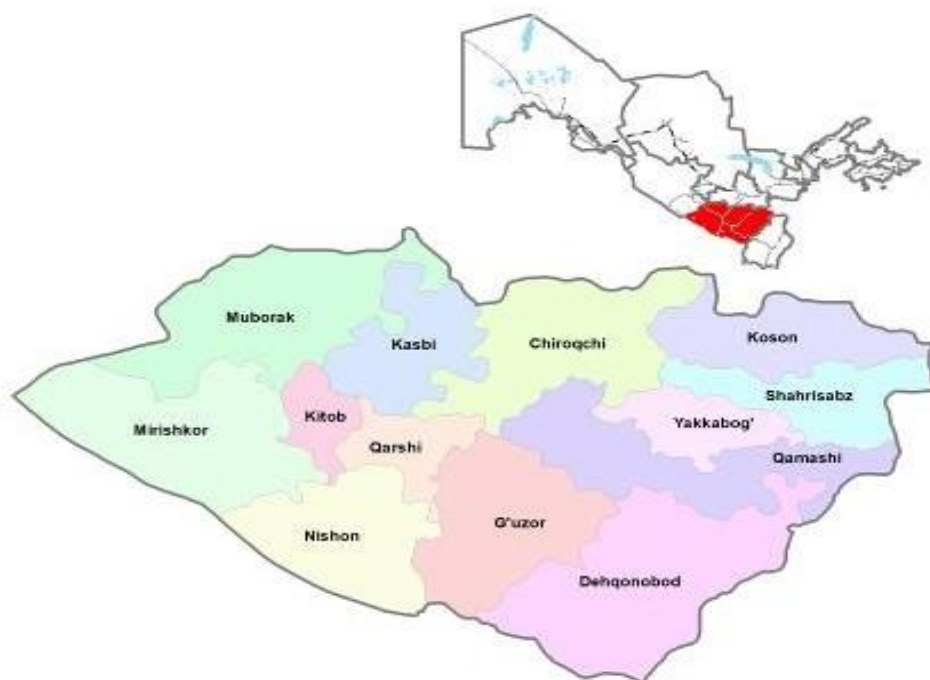 Muborak
Kasbi
Chiroqchi
Koson
Shahrisabz
Kitob
Mirishkor
Yakkabog'
Qarshi
Qamashi
G'uzor
Nishon
Dehqonobod